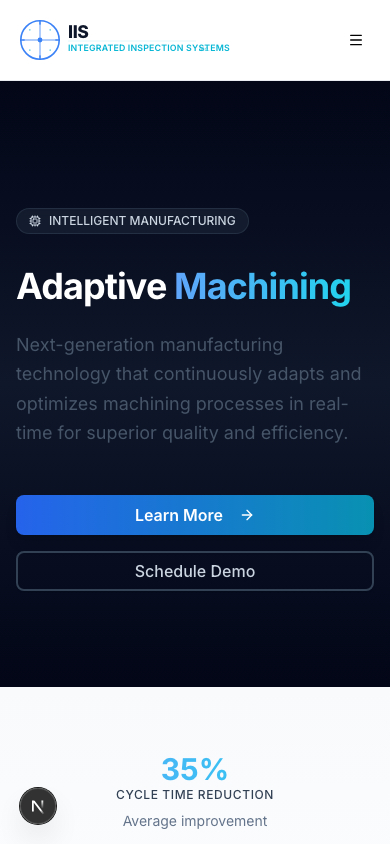 IIS
INTEGRATED INSPECTION SYSTEMS
INTELLIGENT MANUFACTURING
Adaptive Machining
Next-generation manufacturing
technology that continuously adapts and
optimizes machining processes in real-
time for superior quality and efficiency.
Learn More
Schedule Demo
35%
CYCLE TIME REDUCTION
N
Average improvement